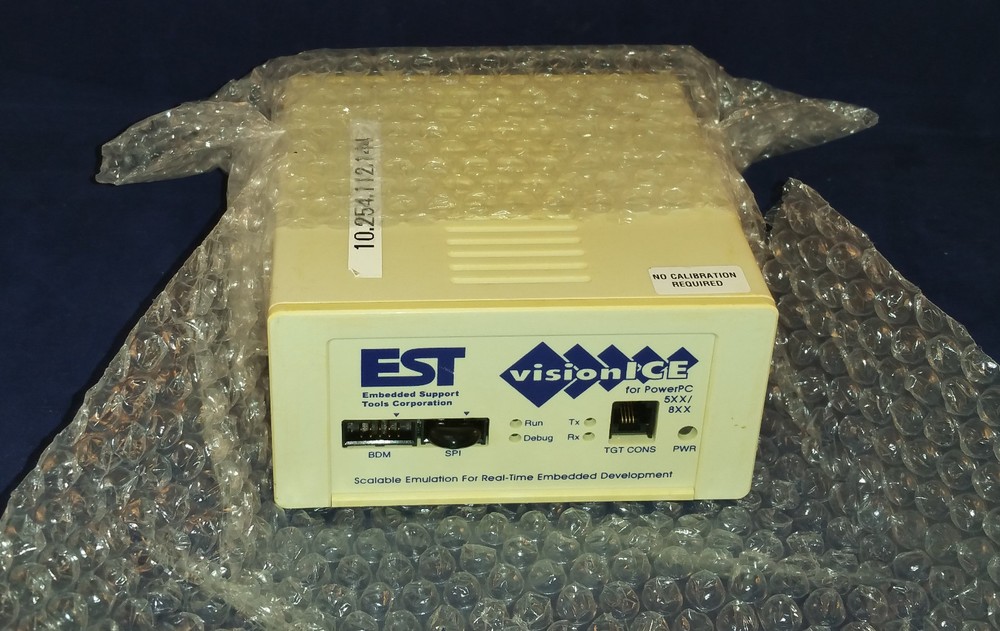 10.254.112.144
NO CALIBRATION
REQUIRED
EST
Embedded Support
Tools Corporation
visionICE
for PowerPC
5XX/
8XX
BDM
SPI
Run
Debug
Tx
Rx
TGT CONS
PWR
Scalable Emulation For Real-Time Embedded Development